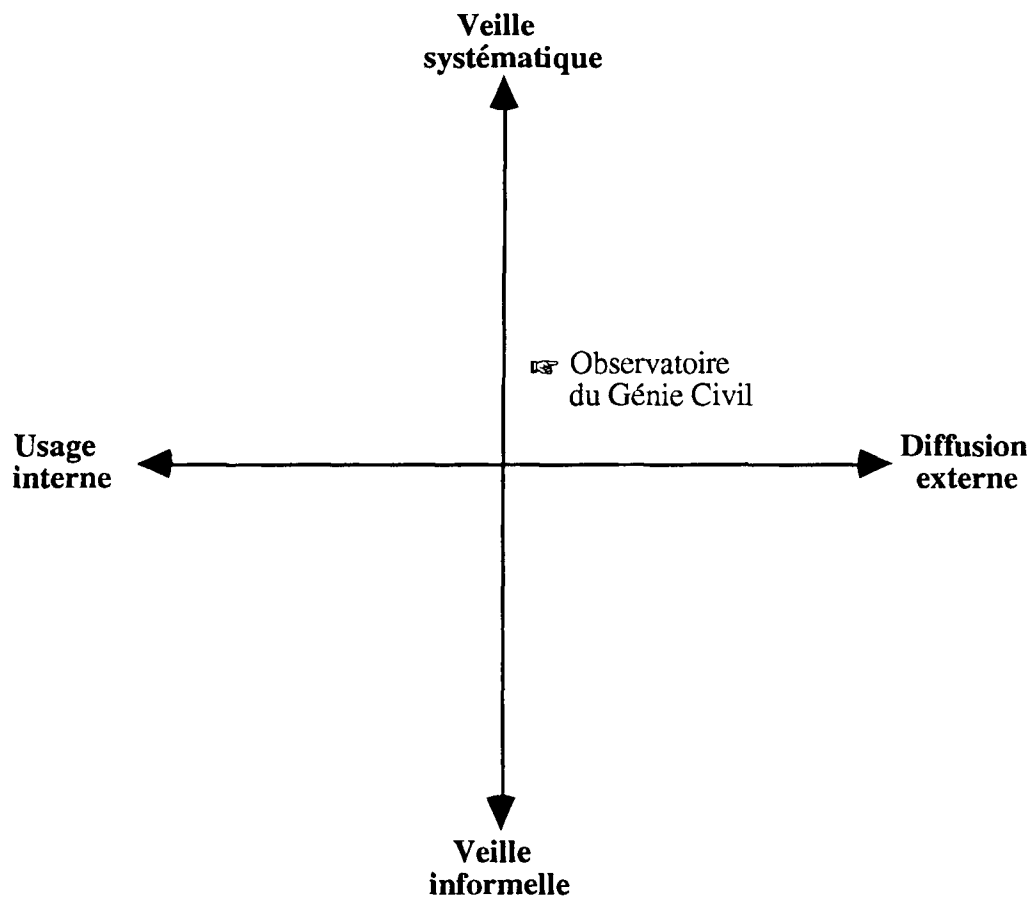 Veille
systématique
☞ Observatoire
du Génie Civil
Usage
interne
Diffusion
externe
Veille
informelle